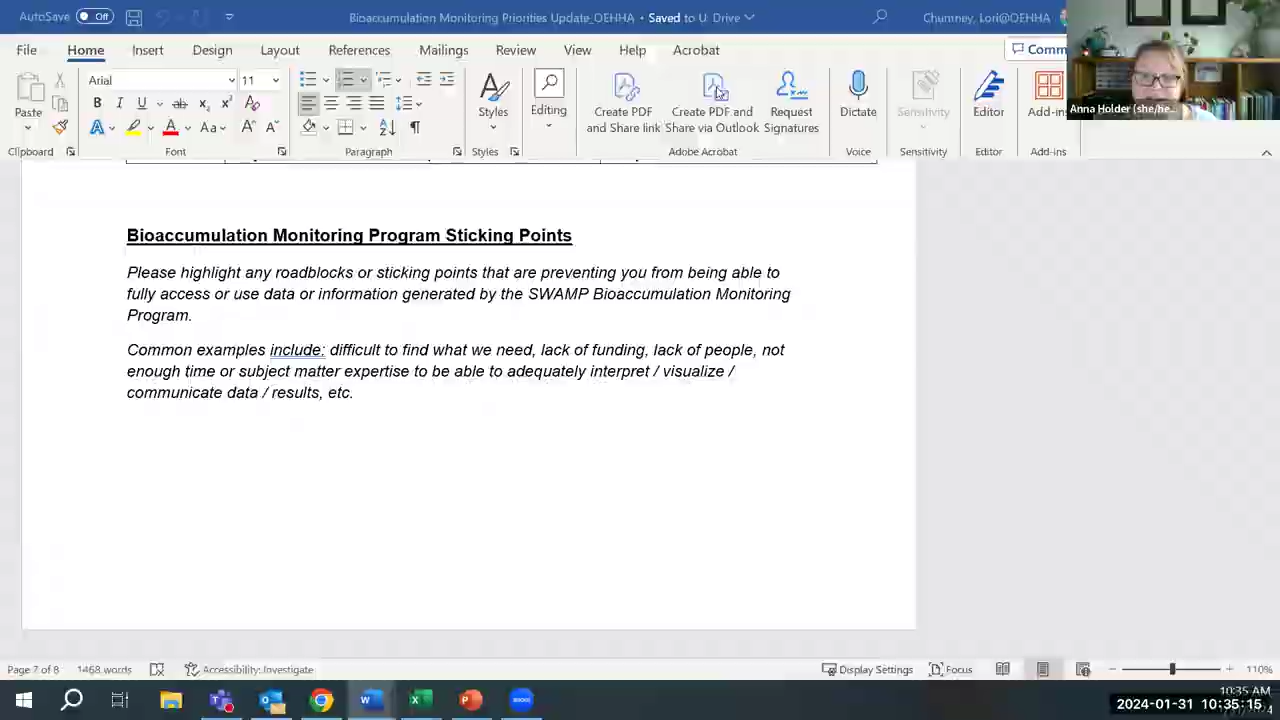 AutoSave Off Bioaccumulation Monitoring Priorities Update_OEHHA • Saved to U: Drive Chumney, Lori@OEHHA
File Home Insert Design Layout References Mailings Review View Help Acrobat Comm
Arial 11
Paste Styles Editing Create PDF and Share link Create PDF and Share via Outlook Request Signatures Dictate Sensitivity Editor Add-ins
Anna Holder (she/he...
Clipboard Font Paragraph Styles Adobe Acrobat Voice Sensitivity Editor Add-ins
Bioaccumulation Monitoring Program Sticking Points
Please highlight any roadblocks or sticking points that are preventing you from being able to
fully access or use data or information generated by the SWAMP Bioaccumulation Monitoring
Program.
Common examples include: difficult to find what we need, lack of funding, lack of people, not
enough time or subject matter expertise to be able to adequately interpret / visualize /
communicate data / results, etc.
Page 7 of 8 1468 words Accessibility: Investigate Display Settings Focus 110%
10:35 AM
2024-01-31 10:35:15